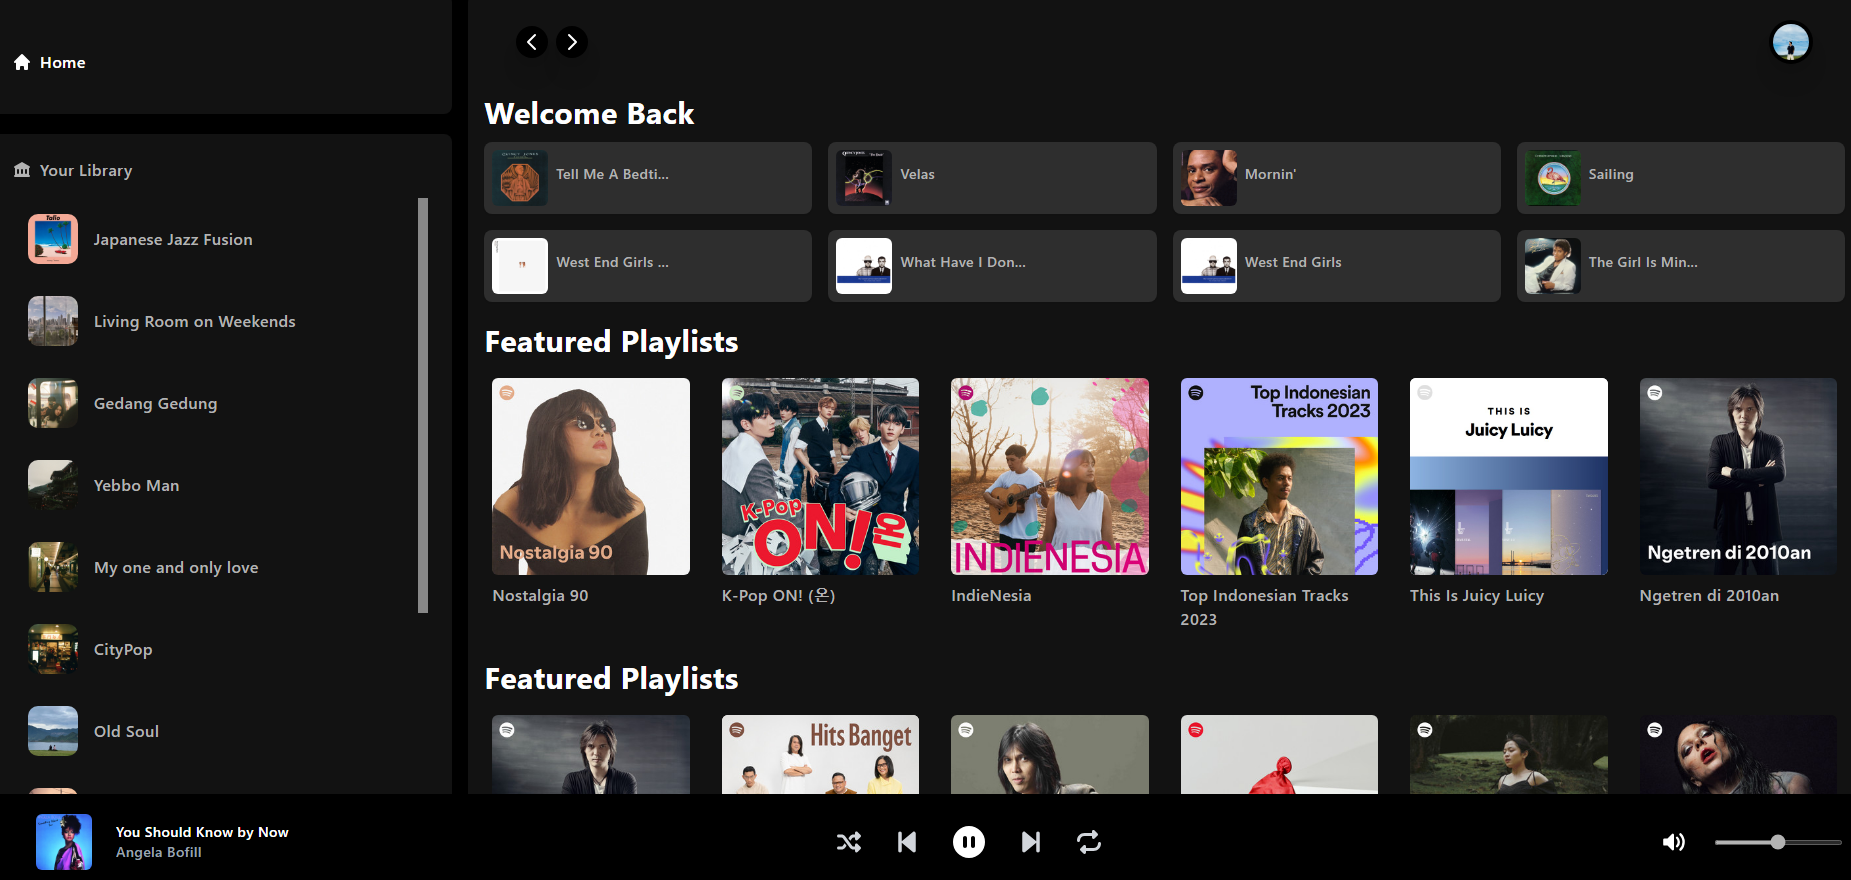 Home
Your Library
Tofio
Japanese Jazz Fusion
Living Room on Weekends
Gedang Gedung
Yebbo Man
My one and only love
CityPop
Old Soul
Welcome Back
Tell Me A Bedti...
Velas
Mornin'
Sailing
West End Girls ...
What Have I Don...
West End Girls
The Girl Is Min...
Featured Playlists
Nostalgia 90
K-Pop
ON! 온
INDIENESIA
Top Indonesian
Tracks 2023
THIS IS
Juicy Luicy
Ngetren di 2010an
Nostalgia 90
K-Pop ON! (온)
IndieNesia
Top Indonesian Tracks
2023
This Is Juicy Luicy
Ngetren di 2010an
Featured Playlists
Hits Banget
You Should Know by Now
Angela Bofill